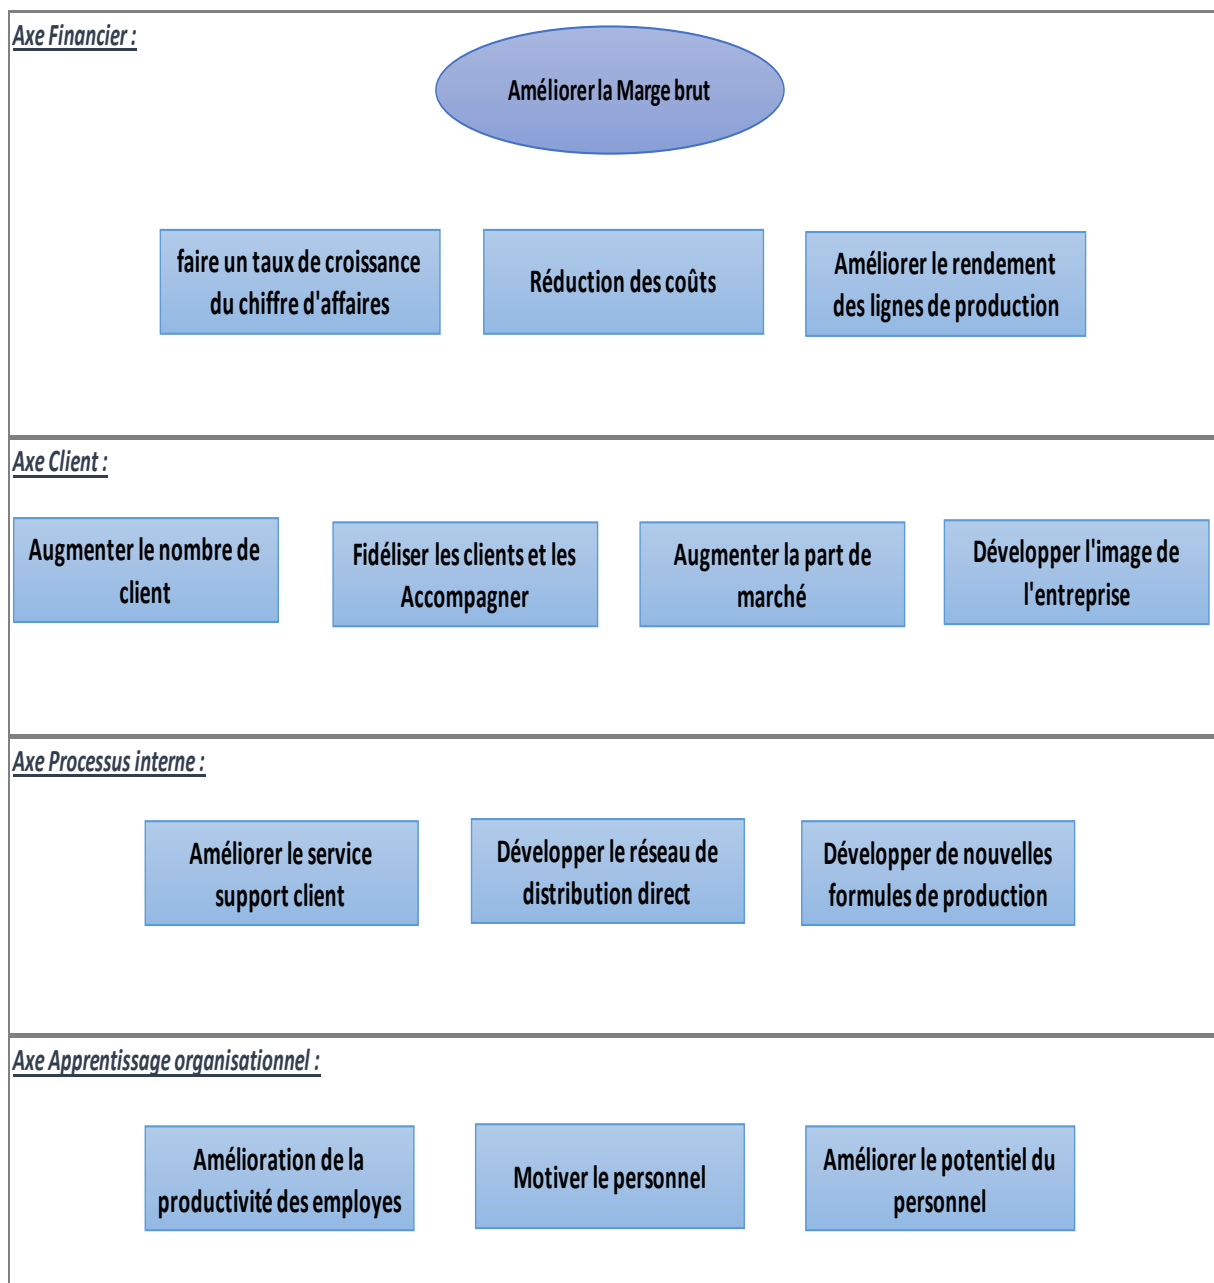 Axe Financier :
Améliorer la Marge brut
faire un taux de croissance
du chiffre d'affaires
Réduction des coûts
Améliorer le rendement
des lignes de production
Axe Client :
Augmenter le nombre de
client
Fidéliser les clients et les
Accompagner
Augmenter la part de
marché
Développer l'image de
l'entreprise
Axe Processus interne :
Améliorer le service
support client
Développer le réseau de
distribution direct
Développer de nouvelles
formules de production
Axe Apprentissage organisationnel :
Amélioration de la
productivité des employes
Motiver le personnel
Améliorer le potentiel du
personnel